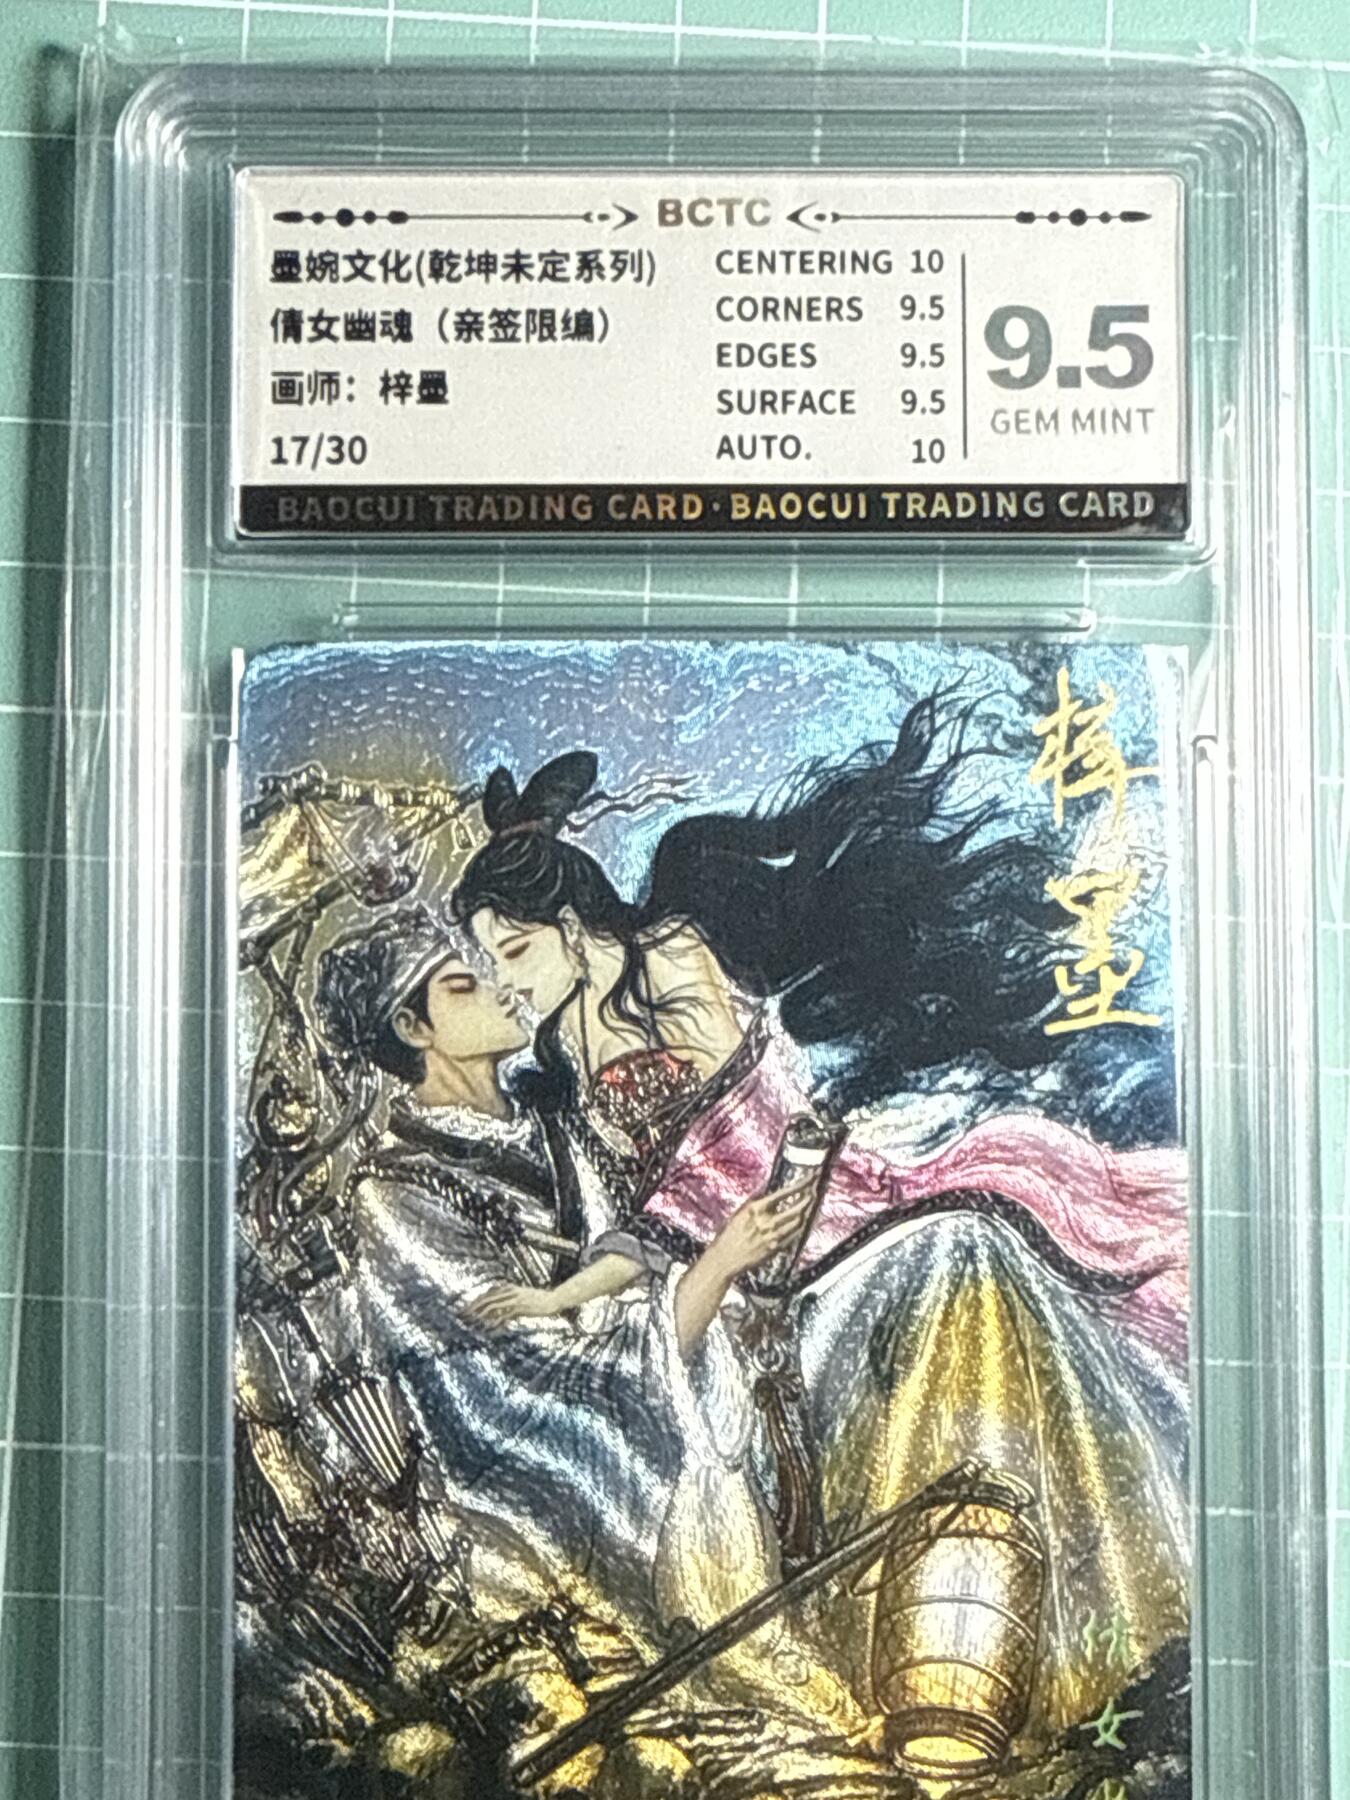 BCTC
墨婉文化(乾坤未定系列)
倩女幽魂（亲签限编）
画师：梓墨
17/30
CENTERING 10
CORNERS 9.5
EDGES 9.5
SURFACE 9.5
AUTO. 10
9.5
GEM MINT
BAOCUI TRADING CARD·BAOCUI TRADING CARD
梓墨
倩女